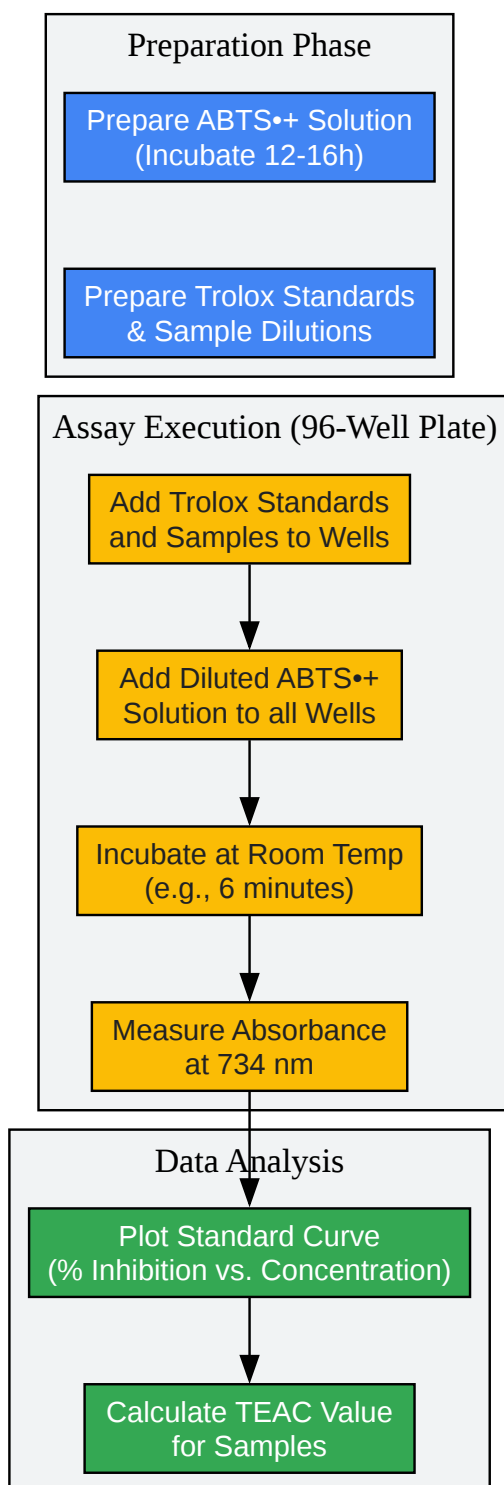 Preparation Phase
Prepare ABTS•+ Solution
(Incubate 12-16h)
Prepare Trolox Standards
& Sample Dilutions
Assay Execution (96-Well Plate)
Add Trolox Standards
and Samples to Wells
Add Diluted ABTS•+
Solution to all Wells
Incubate at Room Temp
(e.g., 6 minutes)
Measure Absorbance
at 734 nm
Data Analysis
Plot Standard Curve
(% Inhibition vs. Concentration)
Calculate TEAC Value
for Samples